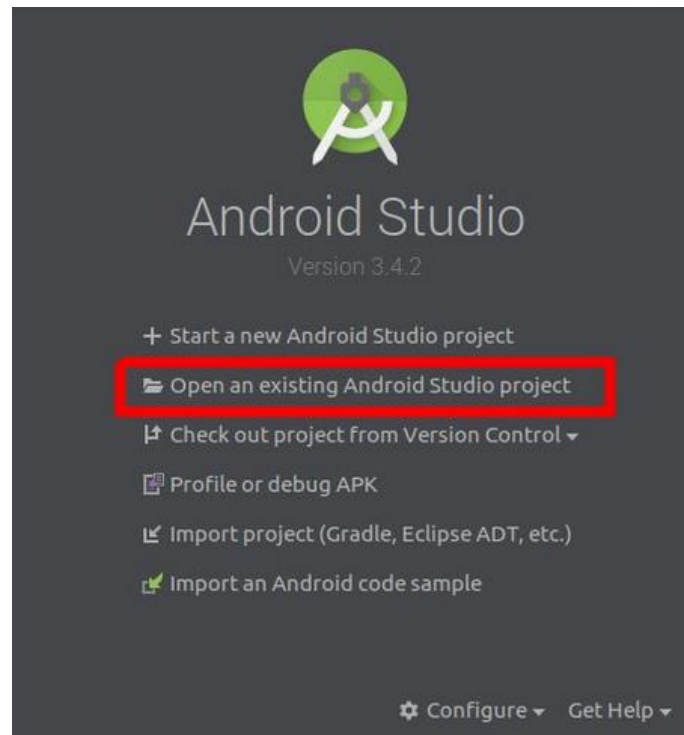 Android Studio
Version 3.4.2
Start a new Android Studio project
Open an existing Android Studio project
Check out project from Version Control
Profile or debug APK
Import project (Gradle, Eclipse ADT, etc.)
Import an Android code sample
Configure Get Help